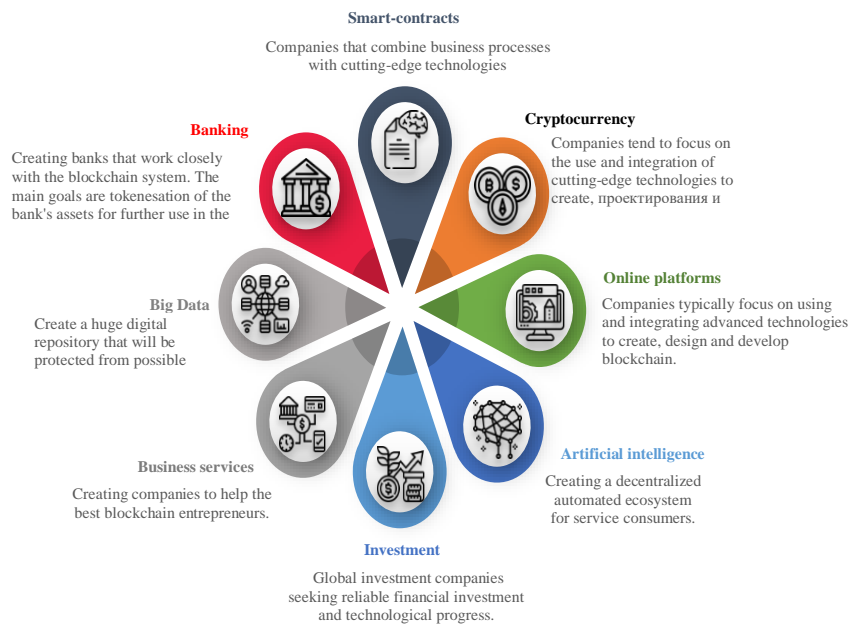 Smart-contracts
Companies that combine business processes
with cutting-edge technologies
Cryptocurrency
Companies tend to focus on
the use and integration of
cutting-edge technologies to
create, проектирования и
Online platforms
Companies typically focus on using
and integrating advanced technologies
to create, design and develop
blockchain.
Artificial intelligence
Creating a decentralized
automated ecosystem
for service consumers.
Investment
Global investment companies
seeking reliable financial investment
and technological progress.
Business services
Creating companies to help the
best blockchain entrepreneurs.
Big Data
Create a huge digital
repository that will be
protected from possible
Banking
Creating banks that work closely
with the blockchain system. The
main goals are tokenesation of the
bank's assets for further use in the